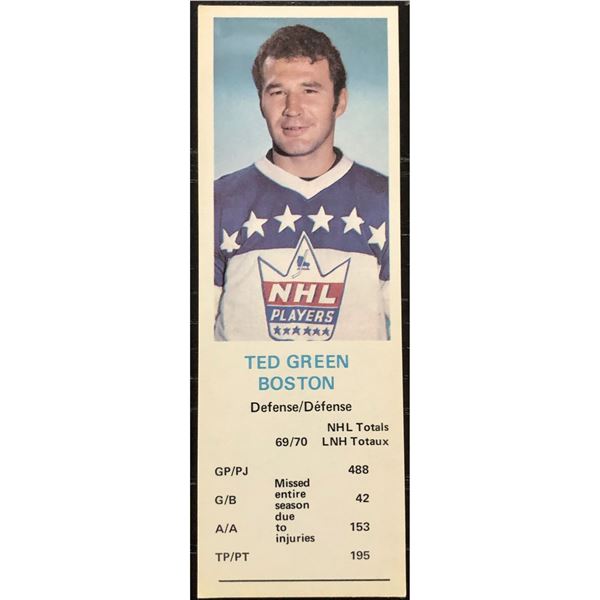 NHL
PLAYERS
TED GREEN
BOSTON
Defense/Défense
NHL Totals
69/70 LNH Totaux
GP/PJ 488
Missed
entire
G/B 42
season
due
A/A to 153
injuries
TP/PT 195